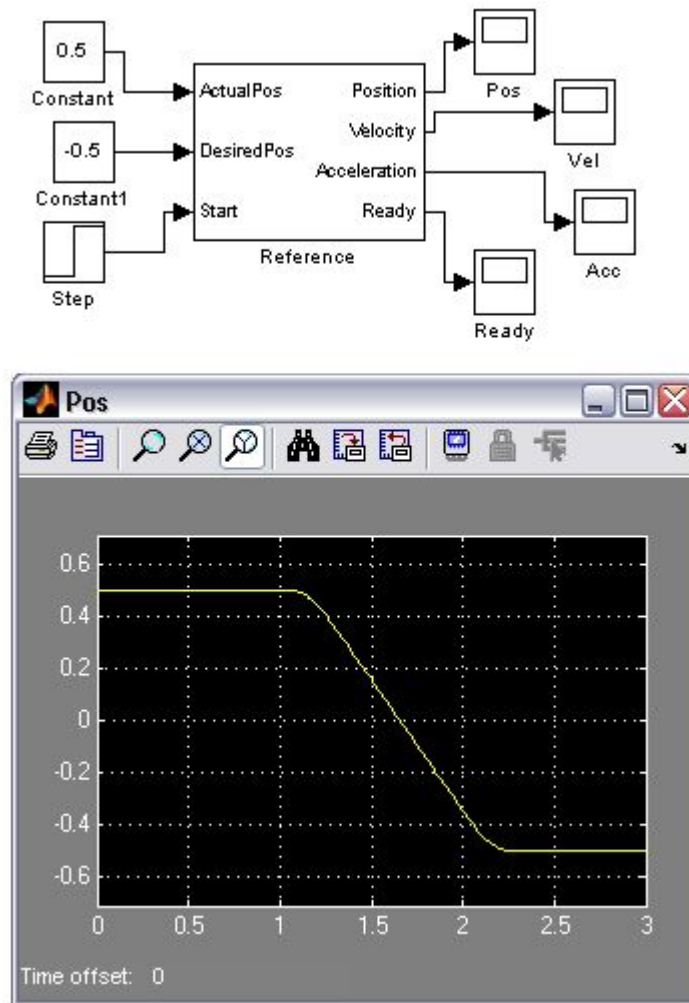 0.5
Constant
-0.5
Constant1
Step
ActualPos
DesiredPos
Start
Position
Velocity
Acceleration
Ready
Reference
Pos
Vel
Acc
Ready
Pos
0.6
0.4
0.2
0
-0.2
-0.4
-0.6
0 0.5 1 1.5 2 2.5 3
Time offset: 0